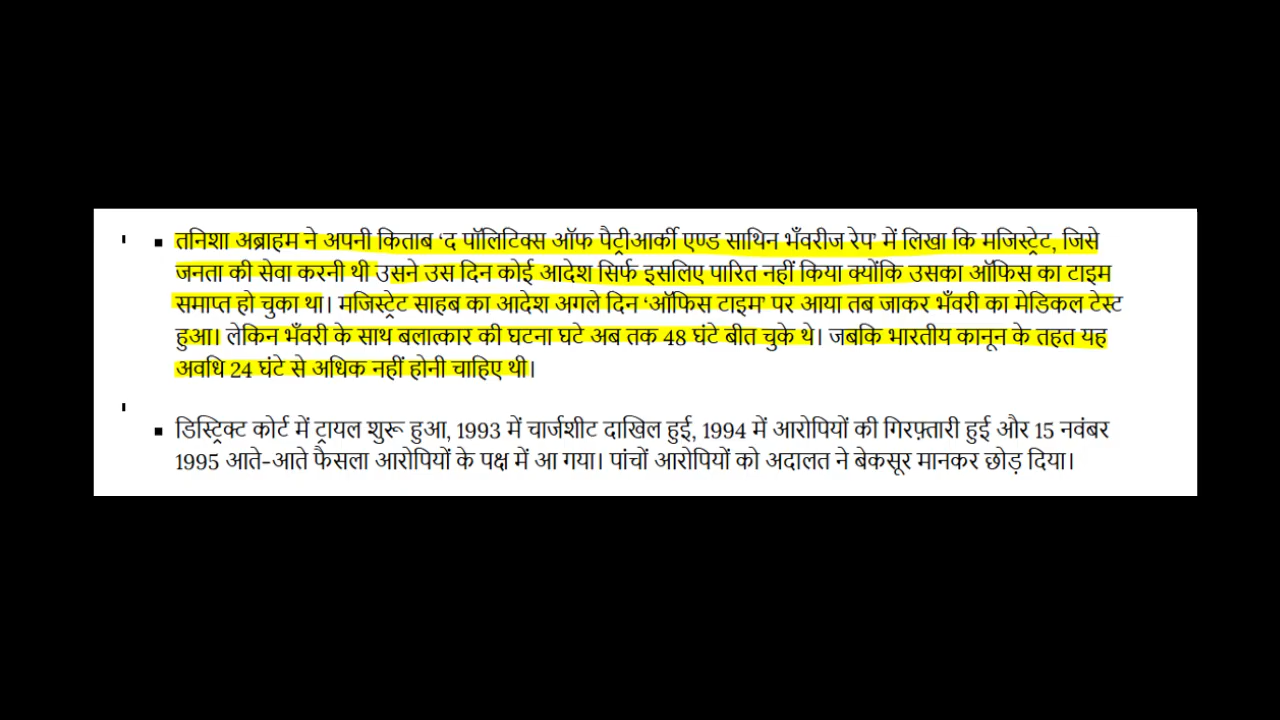 ▪ तनिशा अब्राहम ने अपनी किताब ‘द पॉलिटिक्स ऑफ पैट्रीआर्की एण्ड साथिन भँवरीज रेप’ में लिखा कि मजिस्ट्रेट, जिसे
जनता की सेवा करनी थी उसने उस दिन कोई आदेश सिर्फ इसलिए पारित नहीं किया क्योंकि उसका ऑफिस का टाइम
समाप्त हो चुका था। मजिस्ट्रेट साहब का आदेश अगले दिन ‘ऑफिस टाइम’ पर आया तब जाकर भँवरी का मेडिकल टेस्ट
हुआ। लेकिन भँवरी के साथ बलात्कार की घटना घटे अब तक 48 घंटे बीत चुके थे। जबकि भारतीय कानून के तहत यह
अवधि 24 घंटे से अधिक नहीं होनी चाहिए थी।
▪ डिस्ट्रिक्ट कोर्ट में ट्रायल शुरू हुआ, 1993 में चार्जशीट दाखिल हुई, 1994 में आरोपियों की गिरफ़्तारी हुई और 15 नवंबर
1995 आते-आते फैसला आरोपियों के पक्ष में आ गया। पांचों आरोपियों को अदालत ने बेकसूर मानकर छोड़ दिया।